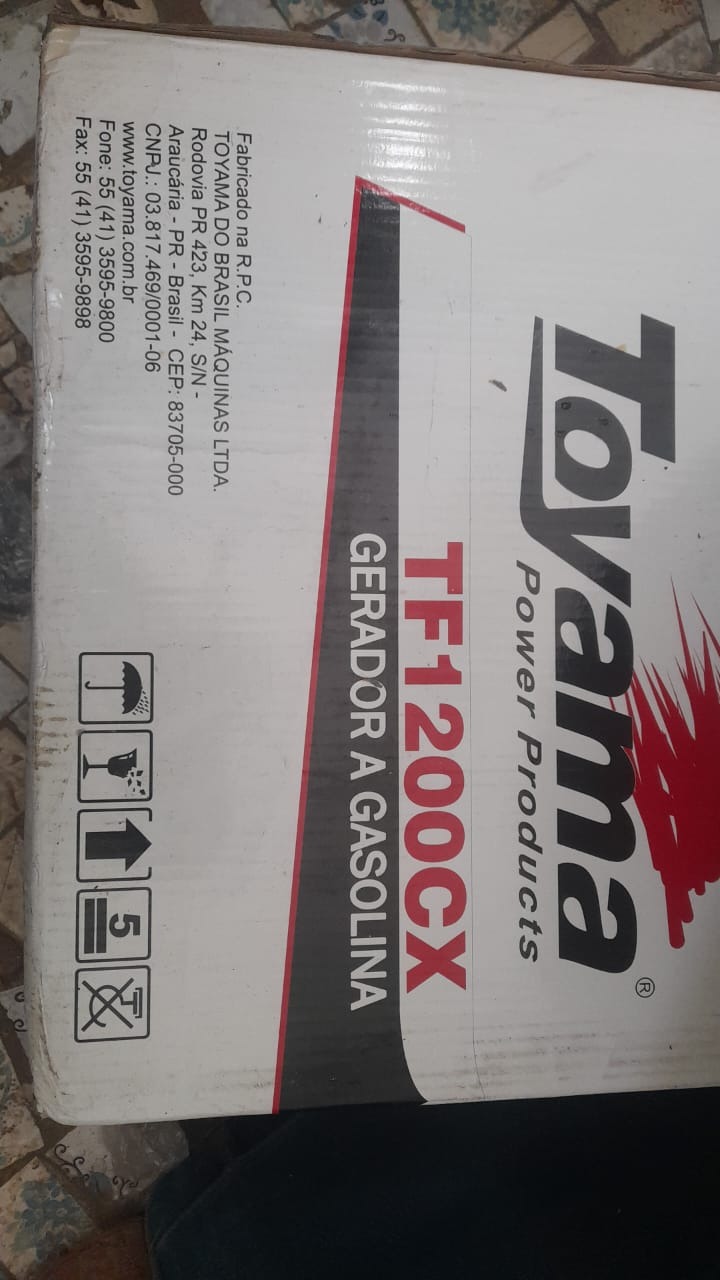 Toyama®
Power Products
TF1200CX
GERADOR A GASOLINA
Fabricado na R.P.C.
TOYAMA DO BRASIL MÁQUINAS LTDA.
Rodovia PR 423, Km 24, S/N -
Araucária - PR - Brasil - CEP: 83705-000
CNPJ.: 03.817.469/0001-06
www.toyama.com.br
Fone: 55 (41) 3595-9800
Fax: 55 (41) 3595-9898
5